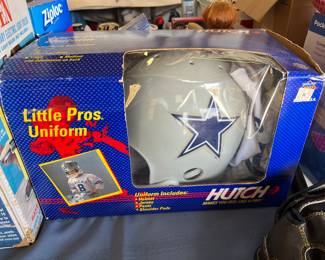 Ziploc
Little Pros
Uniform
8
Uniform Includes:
• Helmet
• Jersey
• Pants
• Shoulder Pads
HUTCH